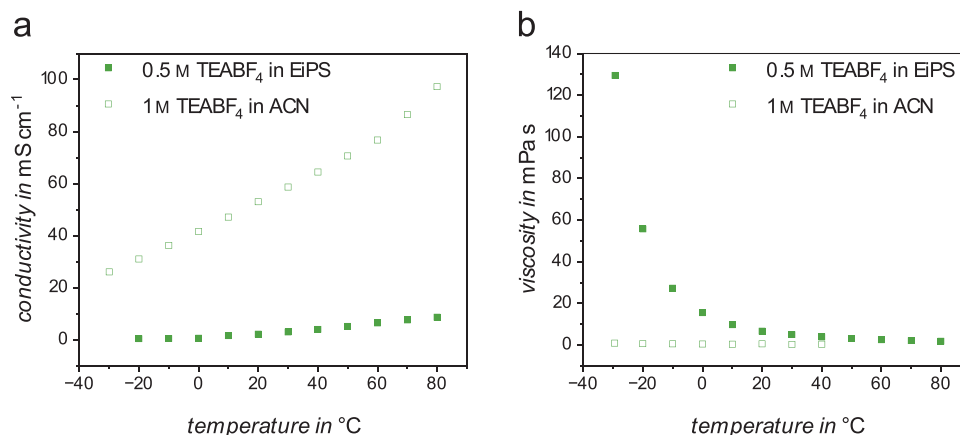 a
100
80
60
40
20
0
−40
−20
0
20
40
60
80
conductivity in mS cm⁻¹
temperature in °C
0.5 M TEABF₄ in EiPS
1M TEABF₄ in ACN
b
140
120
100
80
60
40
20
0
−40
−20
0
20
40
60
80
viscosity in mPa s
temperature in °C
0.5 M TEABF₄ in EiPS
1M TEABF₄ in ACN